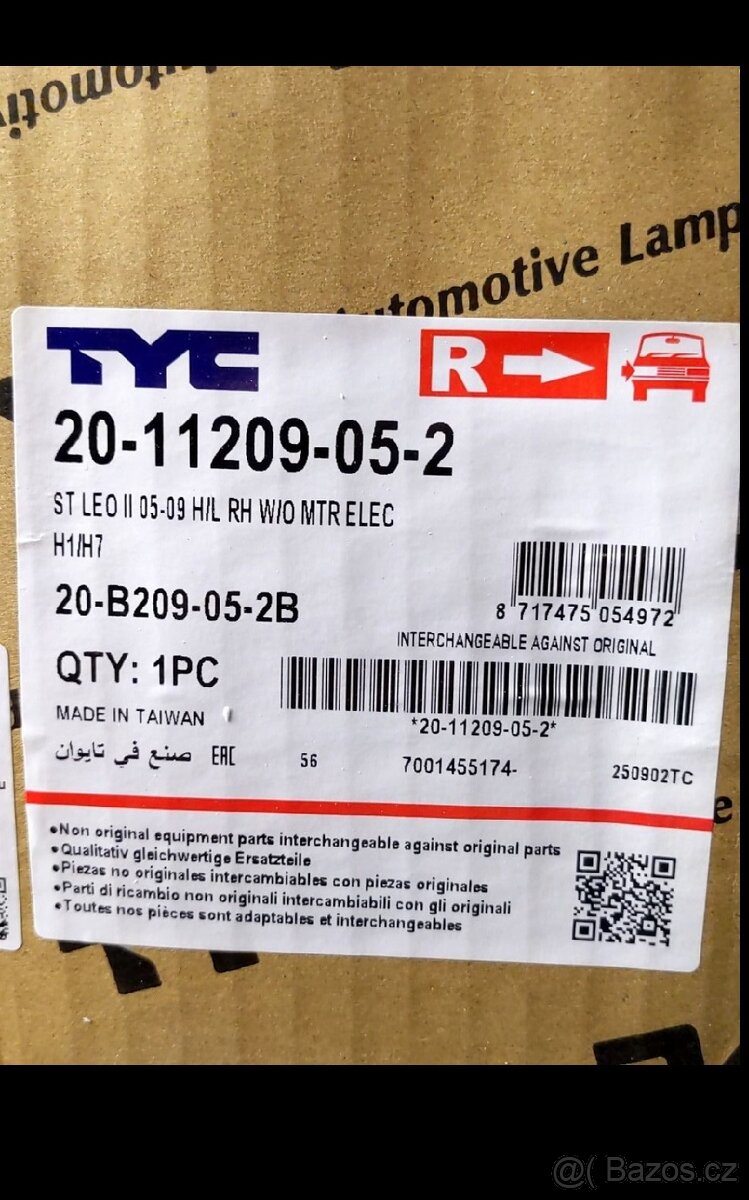 Automotive
Automotive Lamp
TYC
R
20-11209-05-2
ST LEO II 05-09 H/L RH W/O MTR ELEC
H1/H7
20-B209-05-2B
8 717475 054972
INTERCHANGEABLE AGAINST ORIGINAL
QTY: 1PC
*20-11209-05-2*
MADE IN TAIWAN
صنع في تايوان EAC 56 7001455174- 250902TC
•Non original equipment parts interchangeable against original parts
•Qualitativ gleichwertige Ersatzteile
•Piezas no originales intercambiables con piezas originales
•Parti di ricambio non originali intercambiabili con gli originali
•Toutes nos pièces sont adaptables et interchangeables
@( Bazos.cz